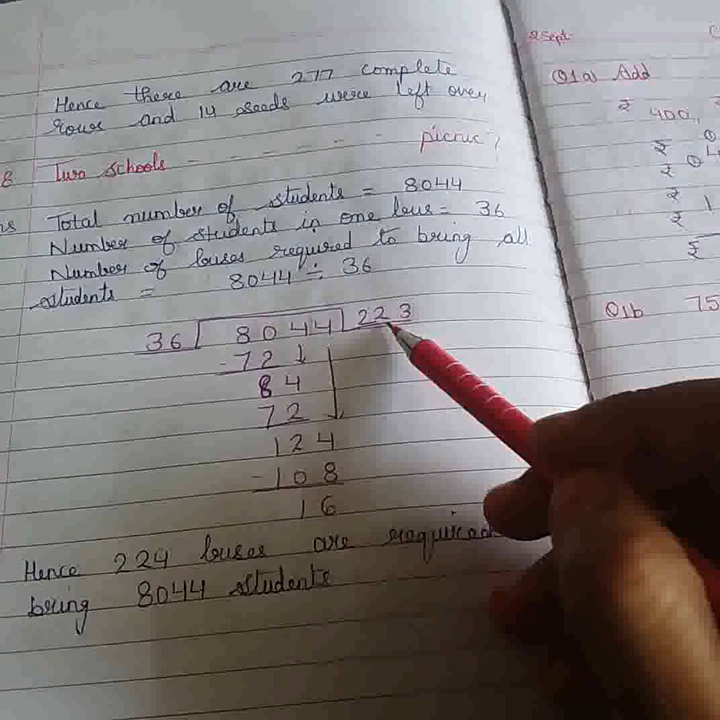 Hence there are 277 complete
rows and 14 seeds were left over
8 Two schools - - - - - - - picnic?
Total number of students = 8044
Number of students in one bus = 36
Number of buses required to bring all
students = 8044 ÷ 36
36 8044 223
- 72
84
72
124
- 108
16
Hence 224 buses are required
bring 8044 students
2 Sept
Q1a) Add
₹ 400
₹
₹
₹ 1
₹
₹
Q1b 75